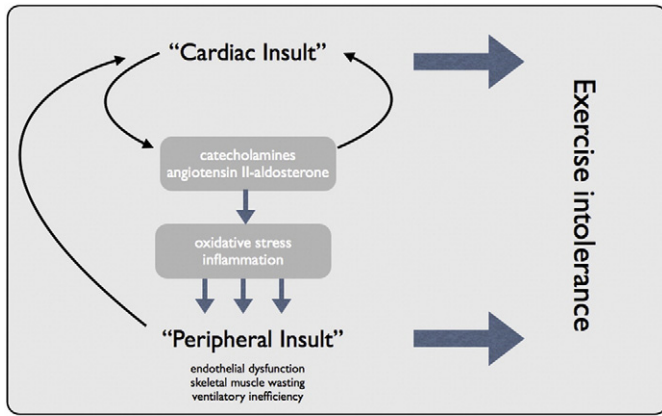 “Cardiac Insult”
catecholamines
angiotensin II-aldosterone
oxidative stress
inflammation
“Peripheral Insult”
endothelial dysfunction
skeletal muscle wasting
ventilatory inefficiency
Exercise intolerance